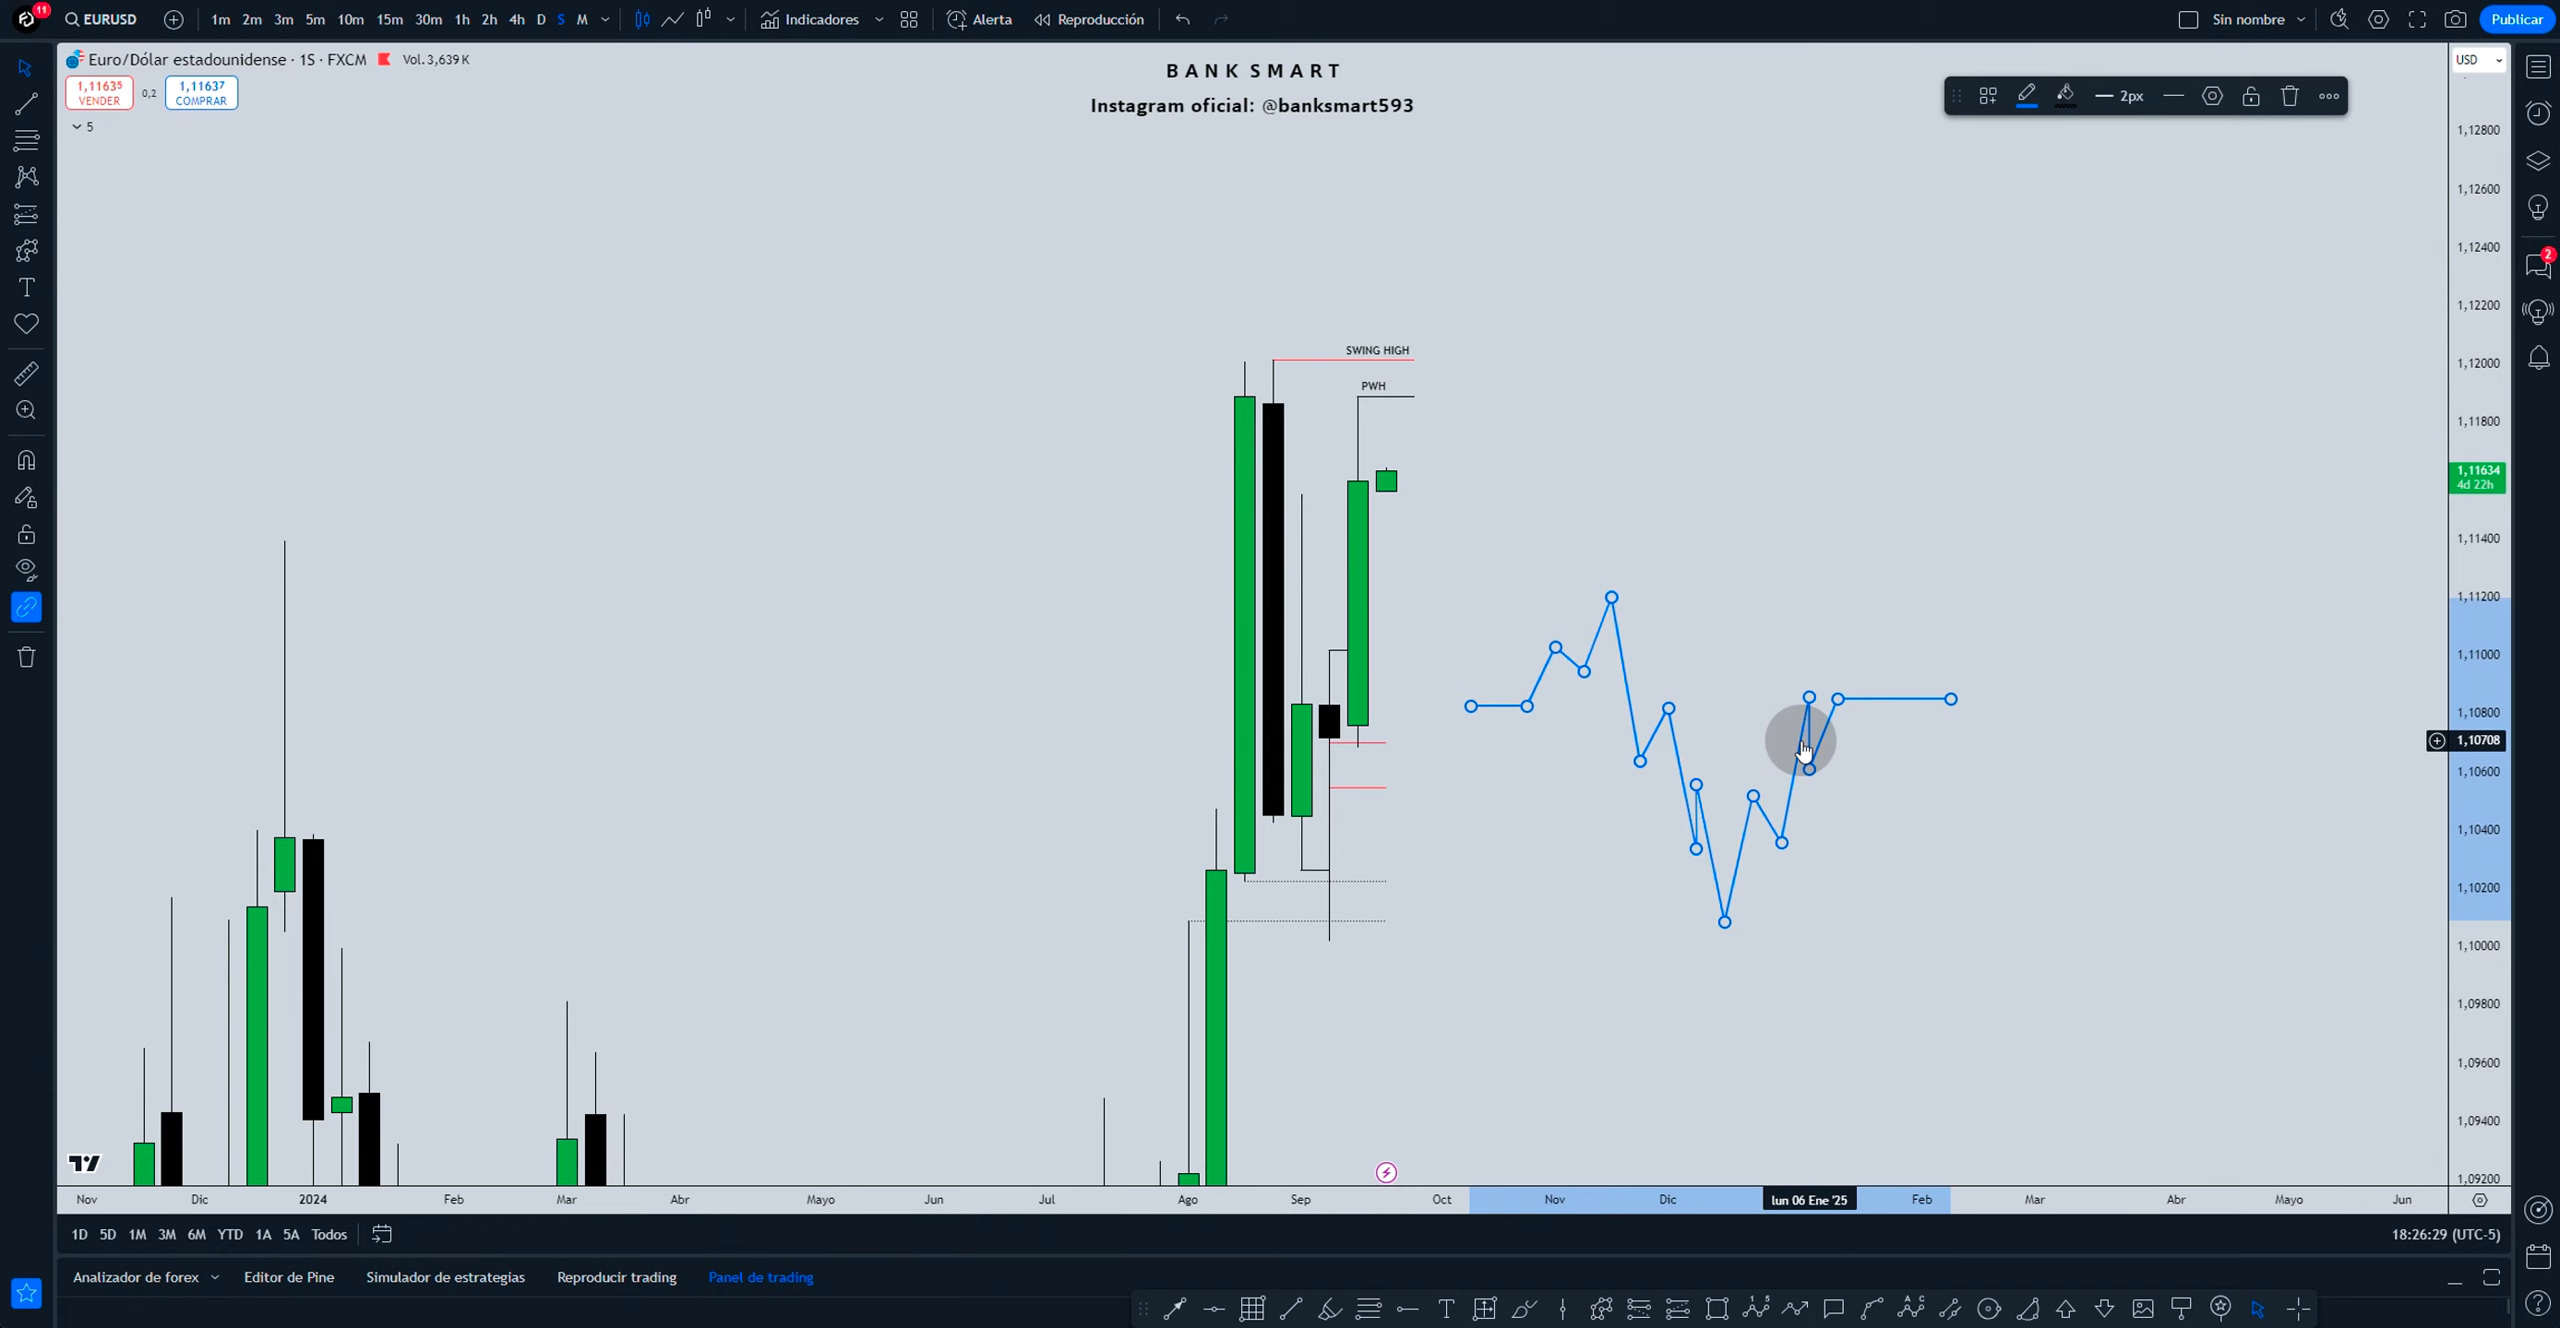 11
EURUSD
1m 2m 3m 5m 10m 15m 30m 1h 2h 4h D S M
Indicadores
Alerta
Reproducción
Sin nombre
Publicar
Euro/Dólar estadounidense · 1S · FXCM
Vol. 3,639 K
1,11635
VENDER
0,2
1,11637
COMPRAR
5
BANK SMART
Instagram oficial: @banksmart593
2px
USD
2
SWING HIGH
PWH
1,12800
1,12600
1,12400
1,12200
1,12000
1,11800
1,11634
4d 22h
1,11400
1,11200
1,11000
1,10800
1,10708
1,10600
1,10400
1,10200
1,10000
1,09800
1,09600
1,09400
1,09200
Nov Dic 2024 Feb Mar Abr Mayo Jun Jul Ago Sep Oct Nov Dic lun 06 Ene '25 Feb Mar Abr Mayo Jun
1D 5D 1M 3M 6M YTD 1A 5A Todos
18:26:29 (UTC-5)
Analizador de forex
Editor de Pine
Simulador de estrategias
Reproducir trading
Panel de trading